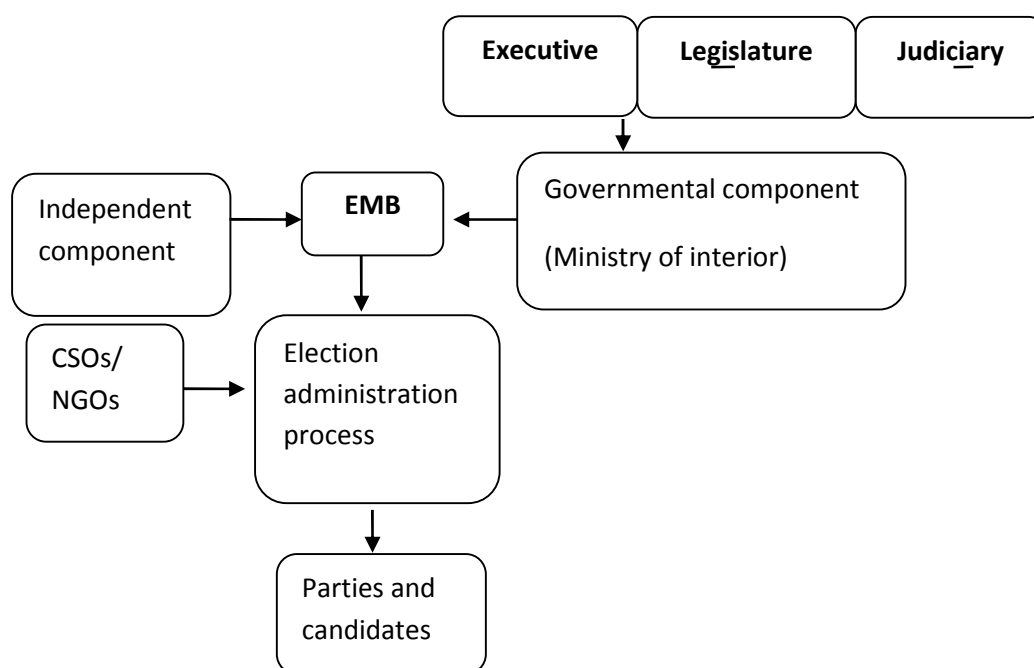 Executive
Legislature
Judiciary
Governmental component
(Ministry of interior)
EMB
Independent
component
CSOs/
NGOs
Election
administration
process
Parties and
candidates